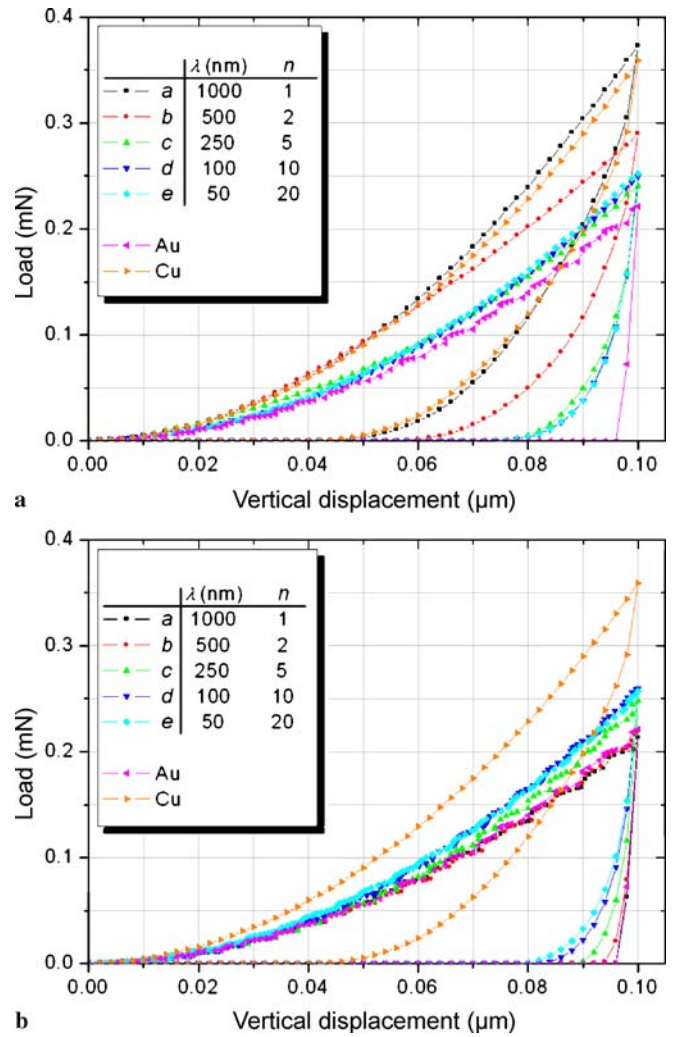 0.4
λ (nm) n
a 1000 1
b 500 2
c 250 5
d 100 10
e 50 20
Au
Cu
0.3
0.2
0.1
0.0
Load (mN)
0.00 0.02 0.04 0.06 0.08 0.10
a Vertical displacement (μm)
0.4
λ (nm) n
a 1000 1
b 500 2
c 250 5
d 100 10
e 50 20
Au
Cu
0.3
0.2
0.1
0.0
Load (mN)
0.00 0.02 0.04 0.06 0.08 0.10
b Vertical displacement (μm)